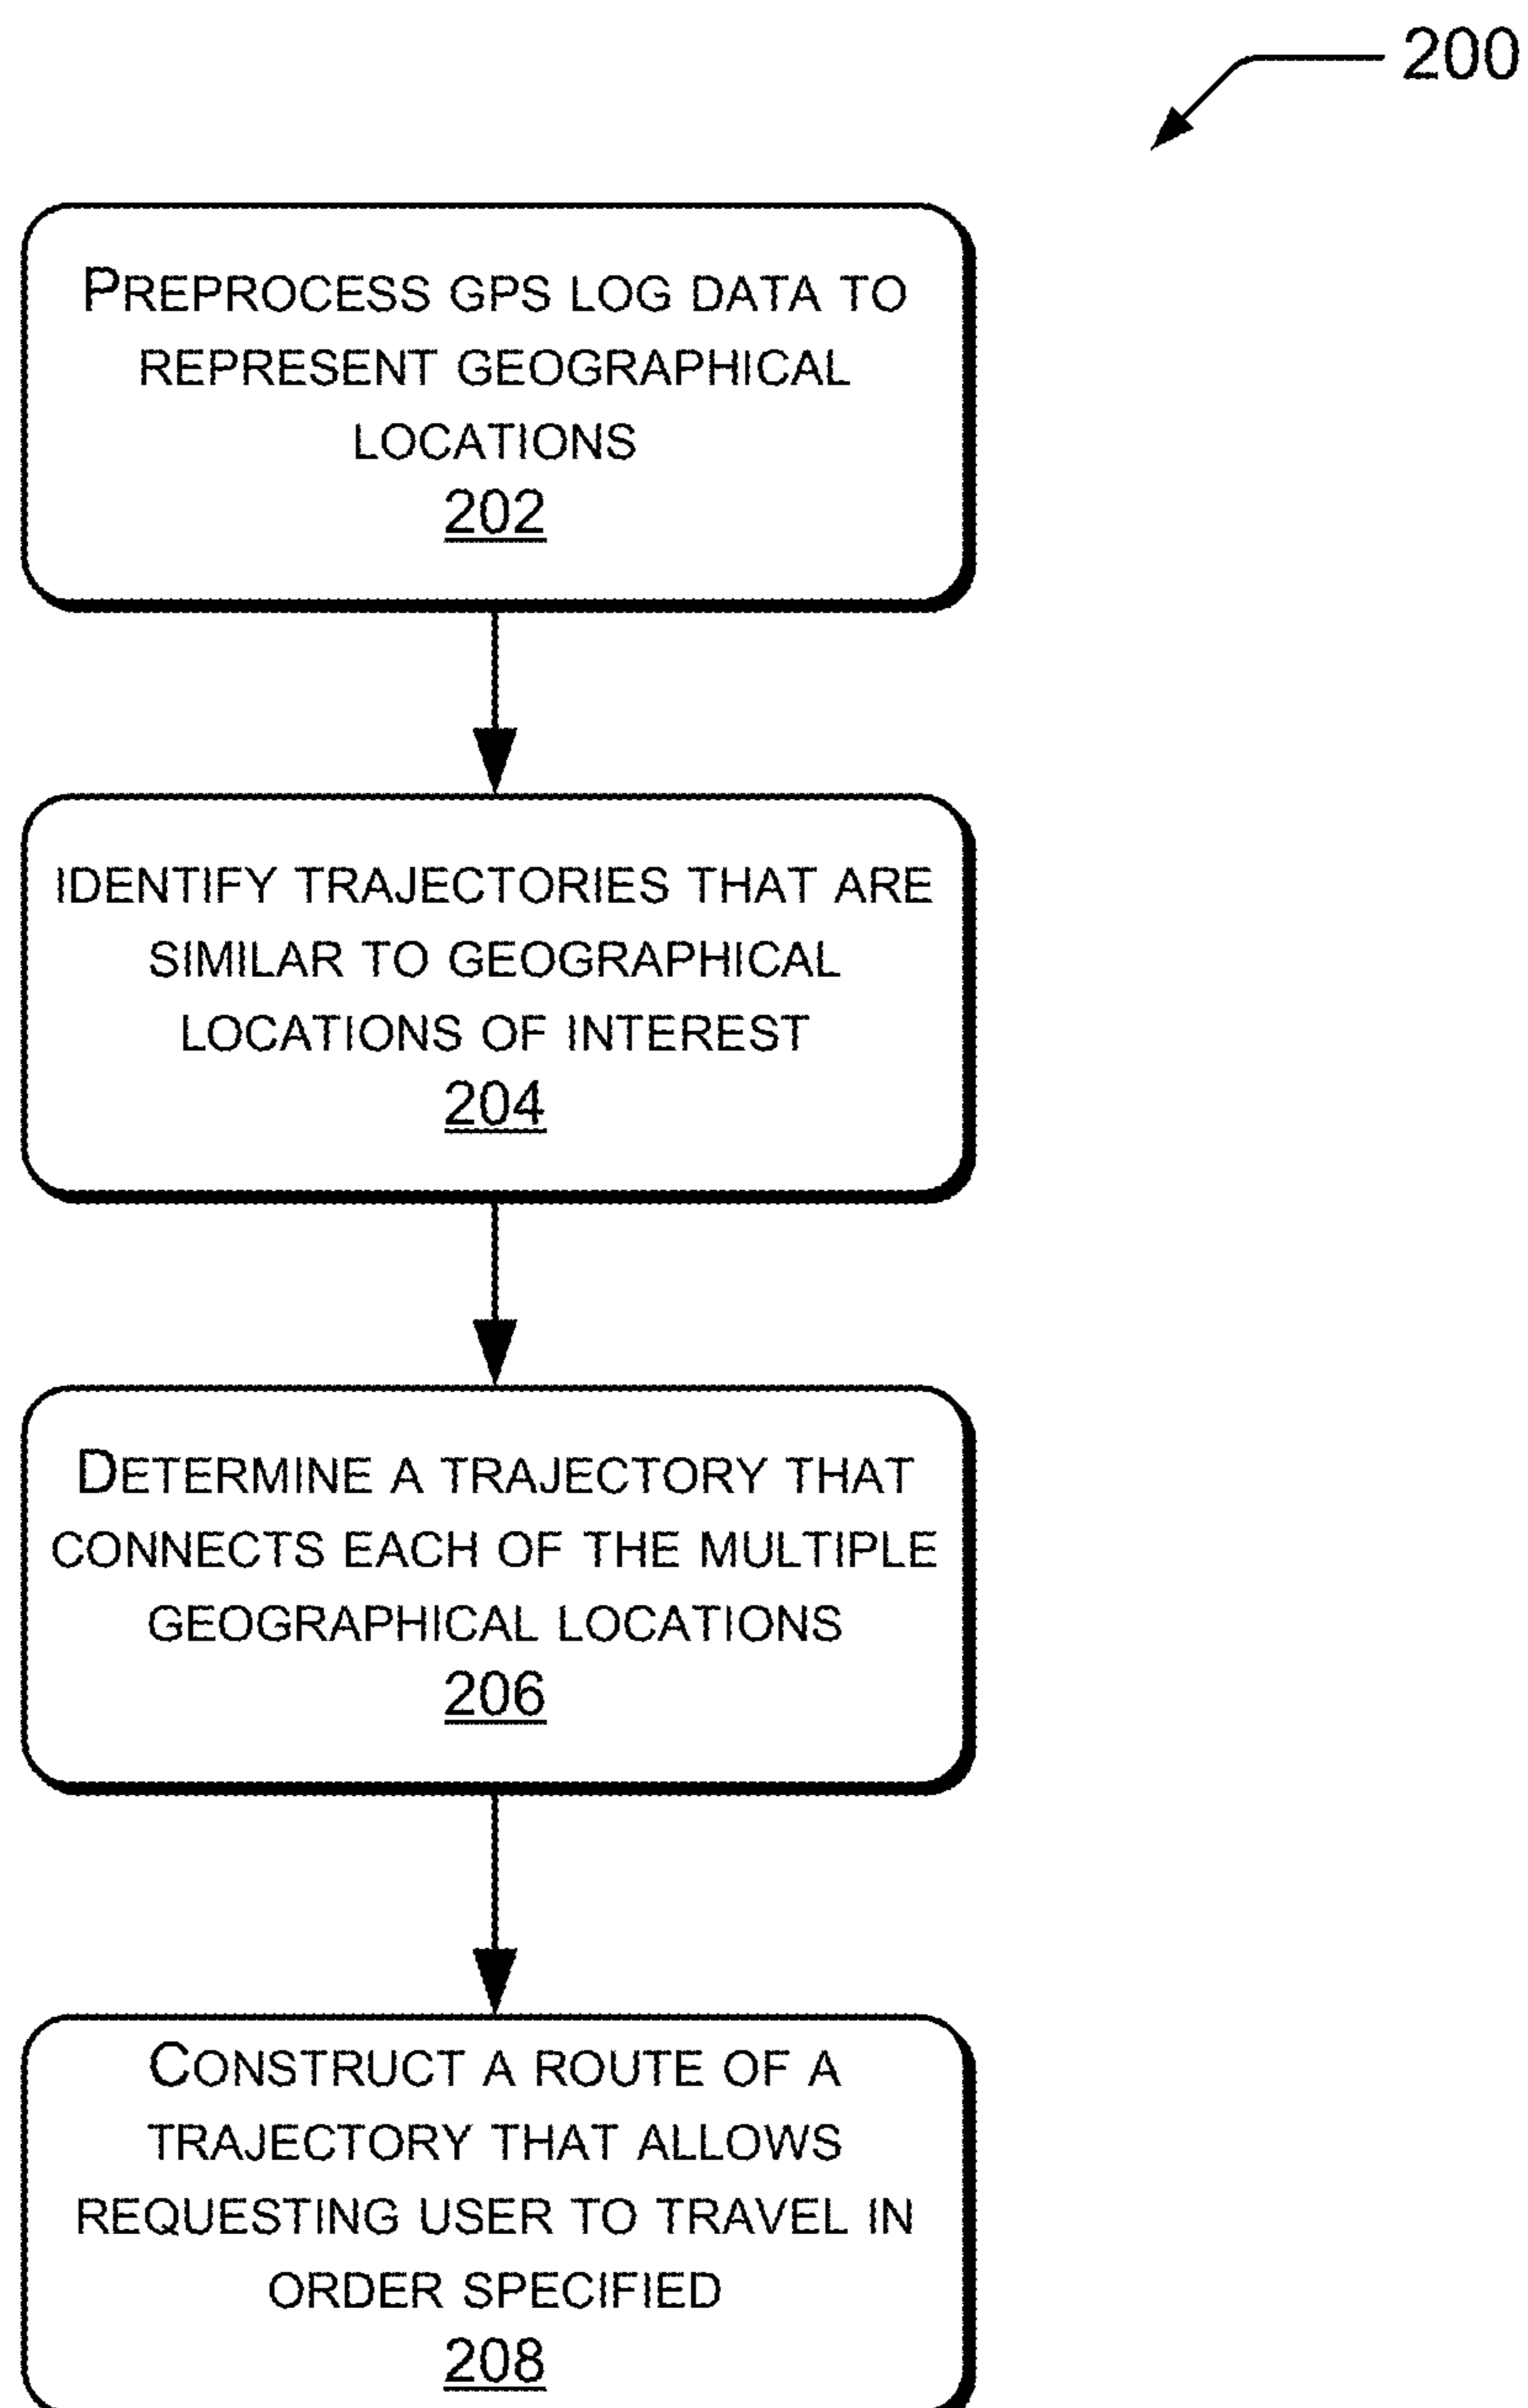 200
PREPROCESS GPS LOG DATA TO
REPRESENT GEOGRAPHICAL
LOCATIONS
202
IDENTIFY TRAJECTORIES THAT ARE
SIMILAR TO GEOGRAPHICAL
LOCATIONS OF INTEREST
204
DETERMINE A TRAJECTORY THAT
CONNECTS EACH OF THE MULTIPLE
GEOGRAPHICAL LOCATIONS
206
CONSTRUCT A ROUTE OF A
TRAJECTORY THAT ALLOWS
REQUESTING USER TO TRAVEL IN
ORDER SPECIFIED
208